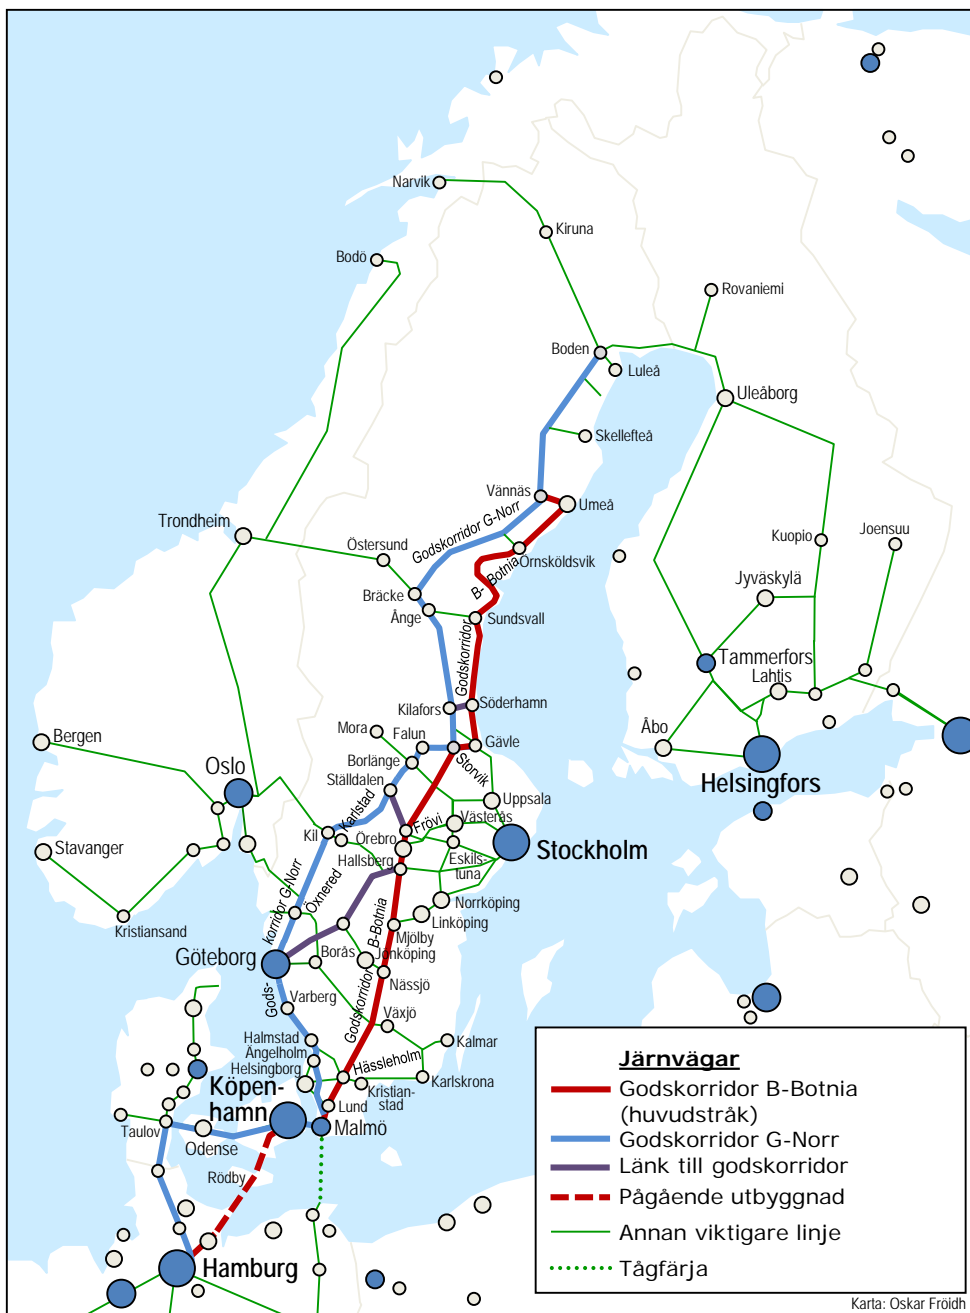 Narvik
Kiruna
Bodö
Rovaniemi
Boden
Luleå
Uleåborg
Skellefteå
Vännäs
Umeå
Godskorridor G-Norr
Trondheim
Östersund
Örnsköldsvik
Kuopio
Joensuu
B- Botnia
Bräcke
Jyväskylä
Ånge
Sundsvall
Godskorridor
Tammerfors
Lahtis
Kilafors
Söderhamn
Mora
Falun
Gävle
Storvik
Bergen
Åbo
Borlänge
Oslo
Ställdalen
Helsingfors
Uppsala
Karlstad
Frövi
Västerås
Kil
Örebro
Stockholm
Stavanger
Hallsberg
Eskils-
tuna
korridor G-Norr
Öxnered
Norrköping
Linköping
Kristiansand
B-Botnia
Mjölby
Göteborg
Borås
Jönköping
Nässjö
Gods-
Varberg
Godskorridor
Växjö
Halmstad
Kalmar
Ängelholm
Helsingborg
Hässleholm
Karlskrona
Köpen-
hamn
Kristian-
stad
Lund
Taulov
Malmö
Odense
Rödby
Hamburg
Järnvägar
Godskorridor B-Botnia
(huvudstråk)
Godskorridor G-Norr
Länk till godskorridor
Pågående utbyggnad
Annan viktigare linje
Tågfärja
Karta: Oskar Fröidh